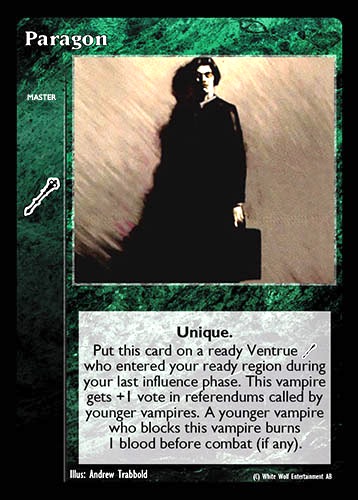 Paragon
MASTER
Unique.
Put this card on a ready Ventrue
who entered your ready region during
your last influence phase. This vampire
gets +1 vote in referendums called by
younger vampires. A younger vampire
who blocks this vampire burns
1 blood before combat (if any).
Illus: Andrew Trabbold
(C) White Wolf Entertainment AB